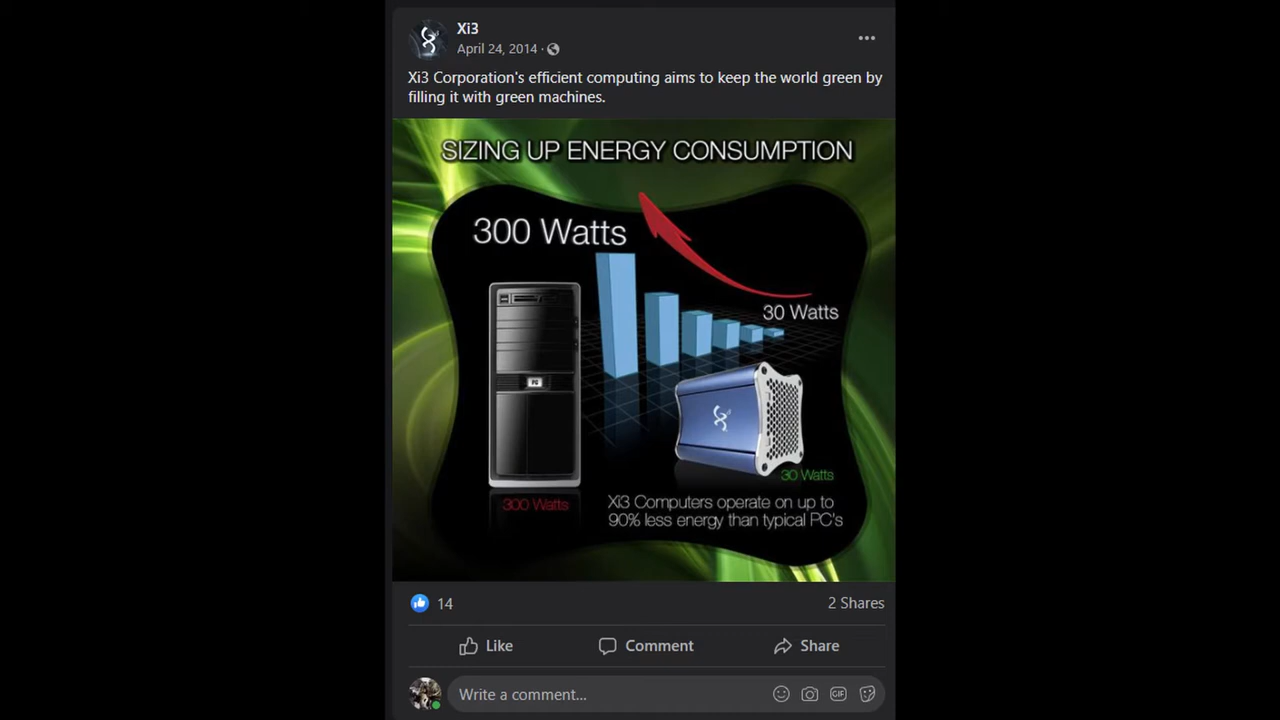 Xi3
April 24, 2014 ·
Xi3 Corporation's efficient computing aims to keep the world green by
filling it with green machines.
SIZING UP ENERGY CONSUMPTION
300 Watts
30 Watts
PC
30 Watts
300 Watts
Xi3 Computers operate on up to
90% less energy than typical PC's
14
2 Shares
Like
Comment
Share
Write a comment...
GIF